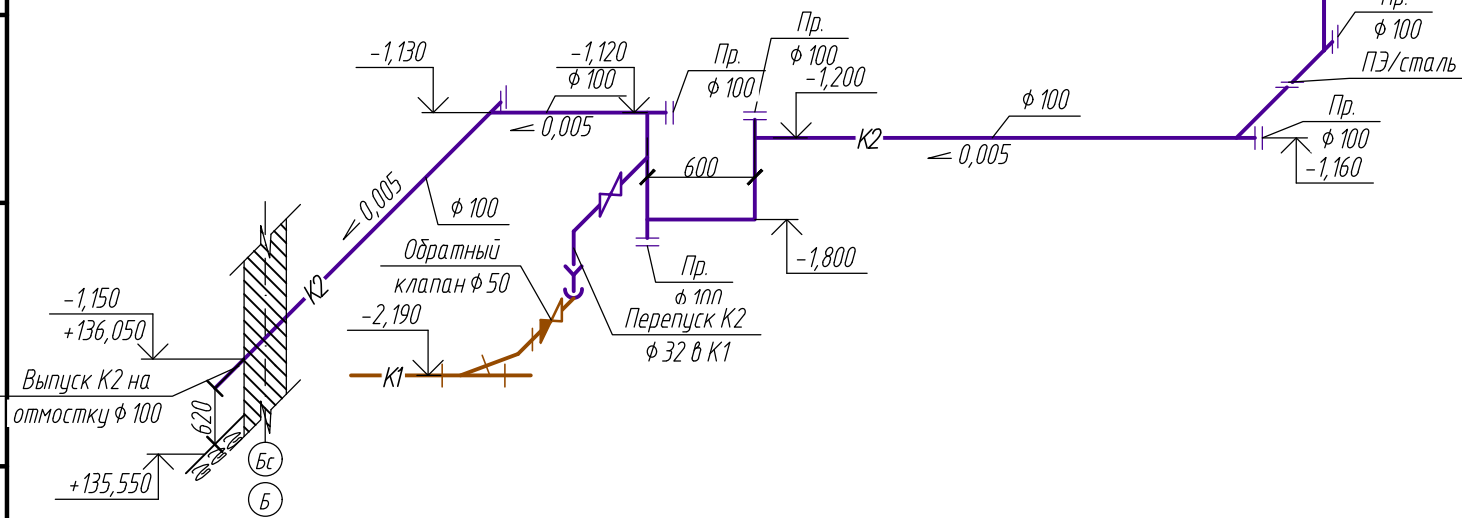 Пр.
ф 100
ПЭ/сталь
Пр.
ф 100
-1,160
Пр.
ф 100
-1,200
-1,130
-1,120
ф 100
Пр.
ф 100
0,005
К2
ф 100
0,005
600
0,005
ф 100
Обратный
клапан ф 50
-1,800
Пр.
ф 100
К2
-1,150
+136,050
-2,190
Перепуск К2
ф 32 в К1
К1
Выпуск К2 на
отмостку ф 100
620
+135,550
Бс
Б